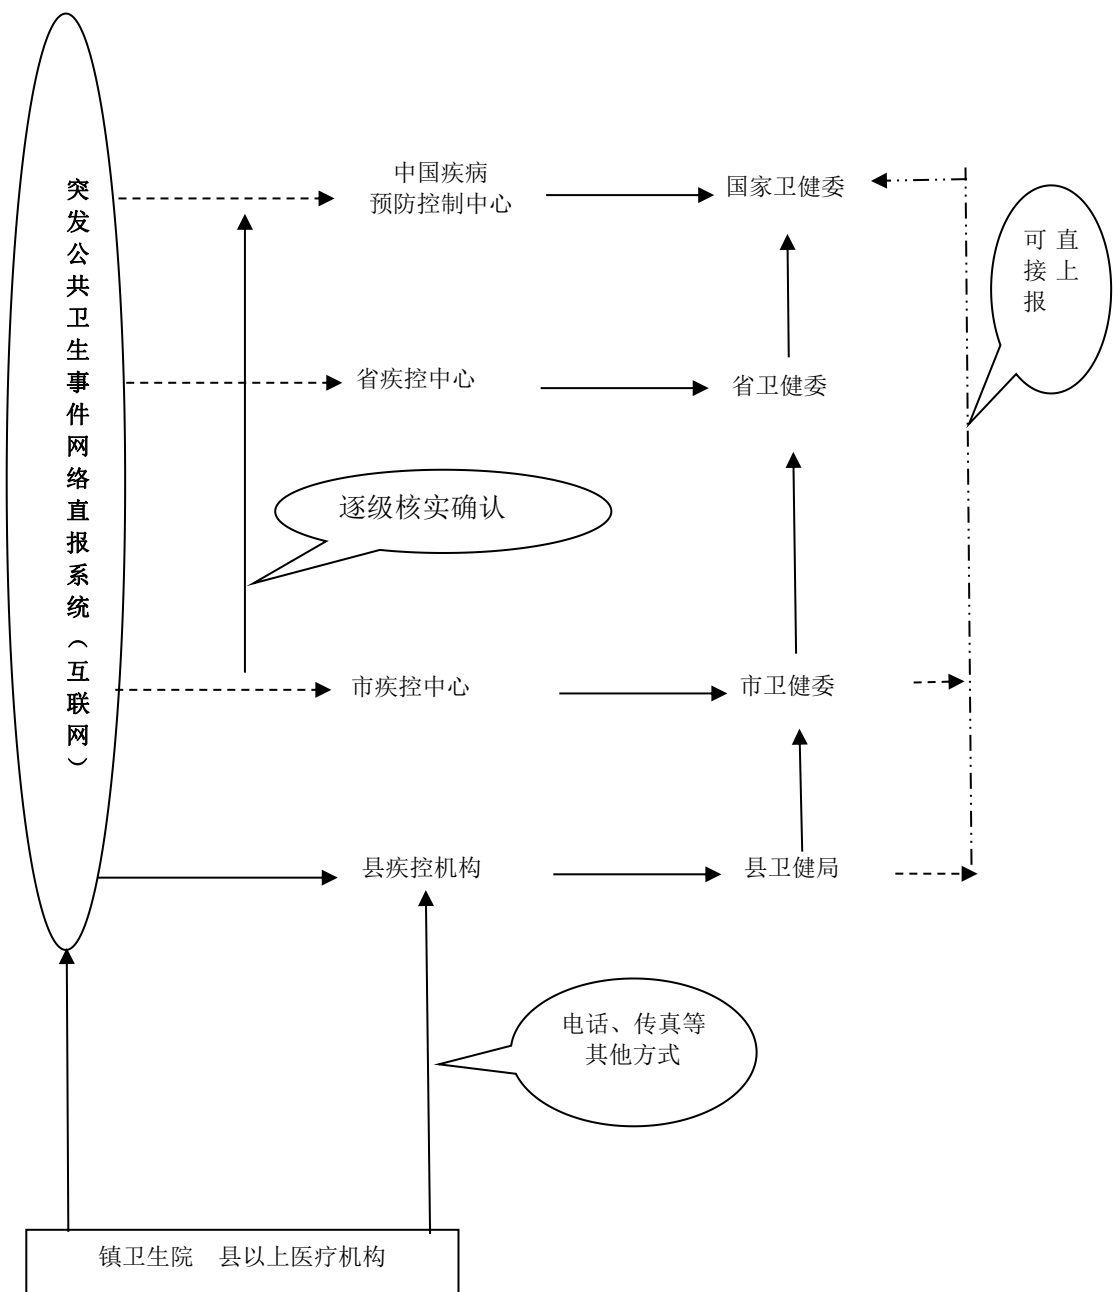 突发公共卫生事件网络直报系统（互联网）
中国疾病
预防控制中心
国家卫健委
可直
接上
报
省疾控中心
省卫健委
逐级核实确认
市疾控中心
市卫健委
县疾控机构
县卫健局
电话、传真等
其他方式
镇卫生院 县以上医疗机构